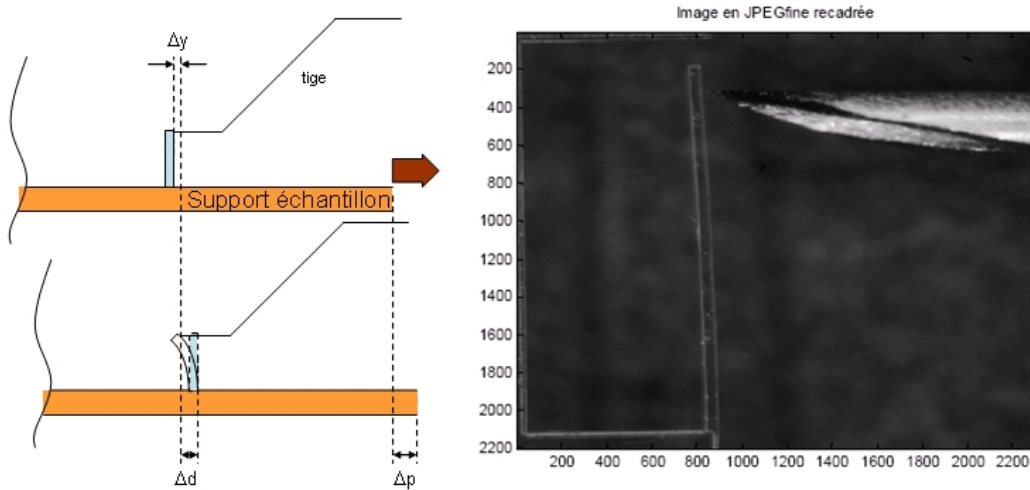 Δy
tige
Support échantillon
Δd
Δp
Image en JPEGfine recadrée
200
400
600
800
1000
1200
1400
1600
1800
2000
2200
200 400 600 800 1000 1200 1400 1600 1800 2000 2200